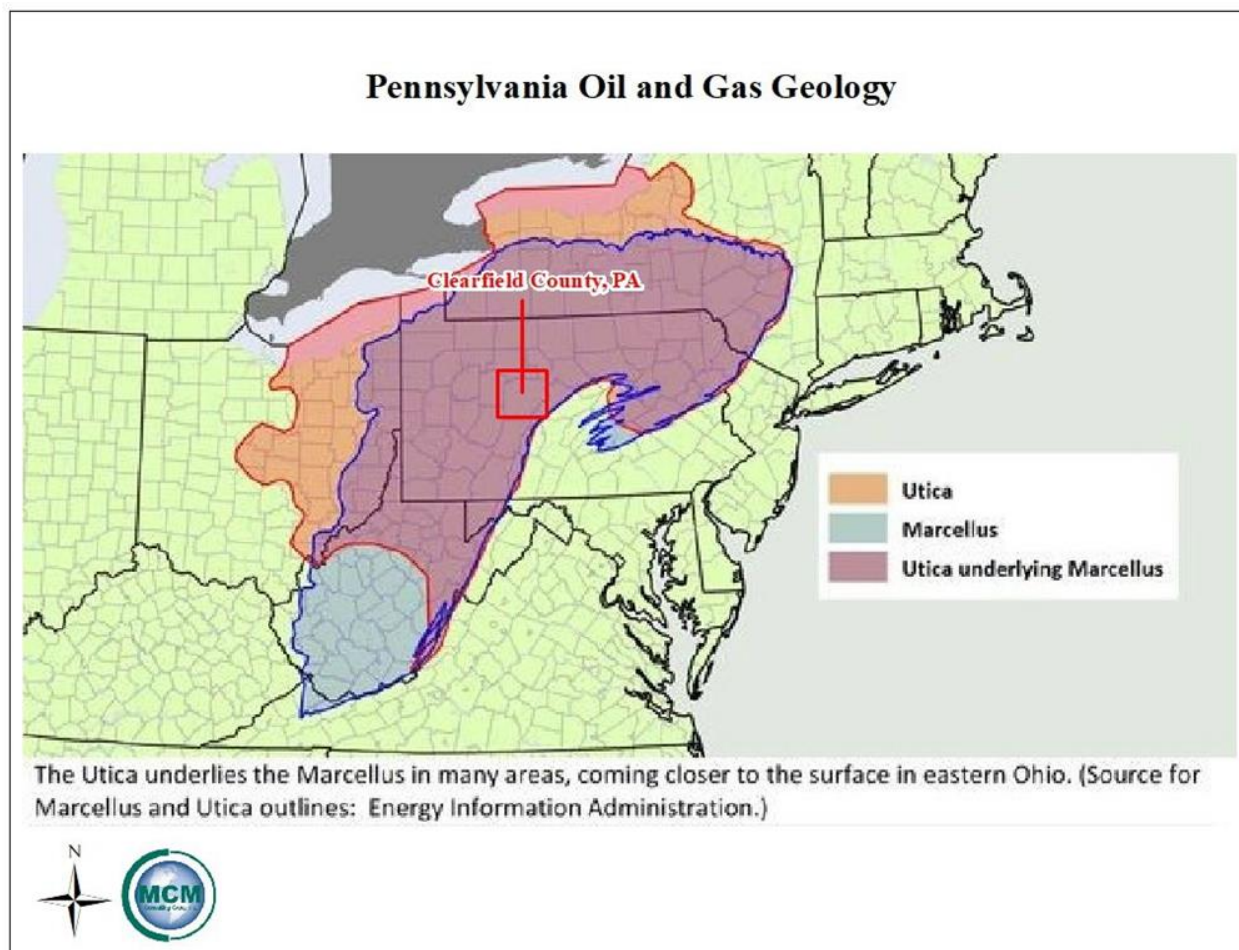 Pennsylvania Oil and Gas Geology
Clearfield County, PA
Utica
Marcellus
Utica underlying Marcellus
The Utica underlies the Marcellus in many areas, coming closer to the surface in eastern Ohio. (Source for
Marcellus and Utica outlines: Energy Information Administration.)
N
MCM